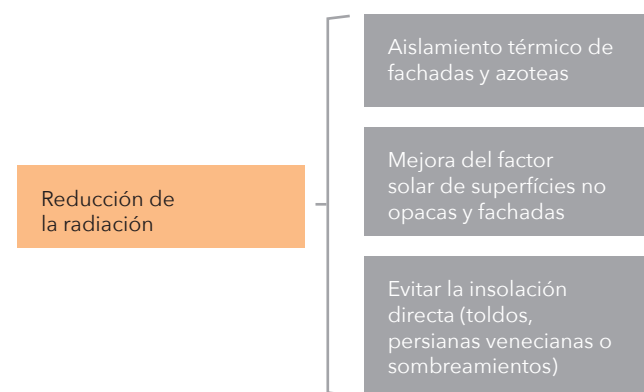 Reducción de
la radiación
Aislamiento térmico de
fachadas y azoteas
Mejora del factor
solar de superfícies no
opacas y fachadas
Evitar la insolación
directa (toldos,
persianas venecianas o
sombreamientos)